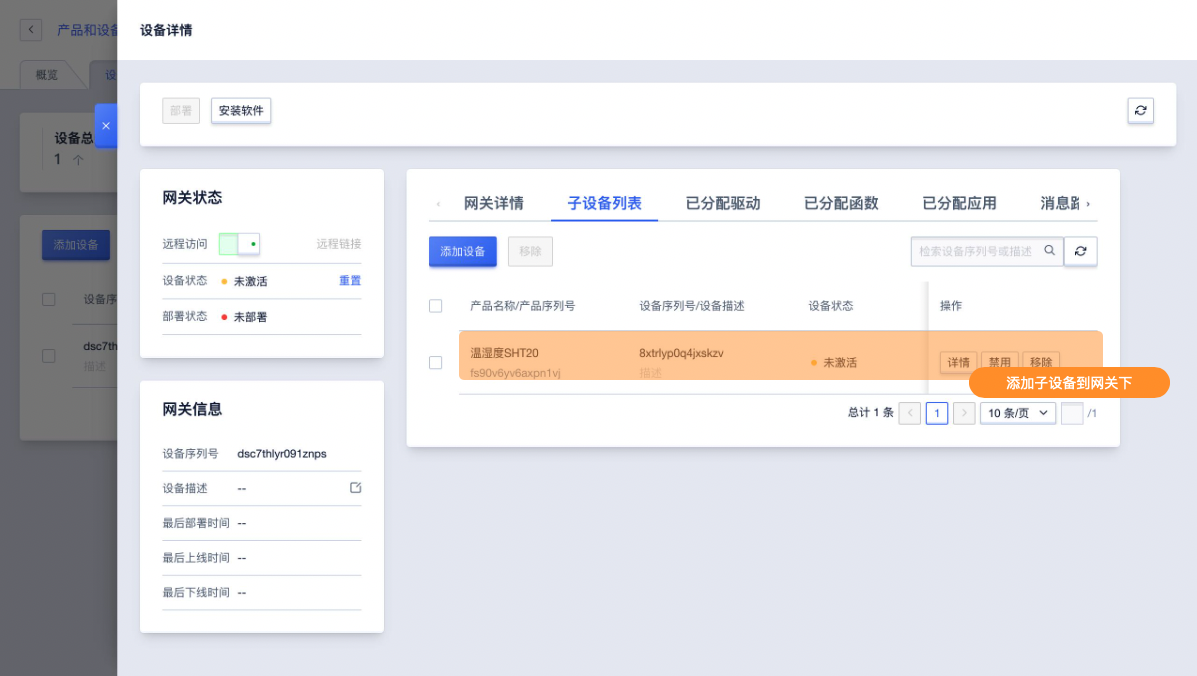 产品和设备
设备详情
概览
设
部署
安装软件
设备总
1 个
添加设备
设备序
dsc7th
描述
网关状态
远程访问
远程链接
设备状态
未激活
重置
部署状态
未部署
网关信息
设备序列号
dsc7thlyr091znps
设备描述
--
最后部署时间
--
最后上线时间
--
最后下线时间
--
网关详情
子设备列表
已分配驱动
已分配函数
已分配应用
消息路
添加设备
移除
检索设备序列号或描述
产品名称/产品序列号
设备序列号/设备描述
设备状态
操作
温湿度SHT20
8xtrlyp0q4jxskzv
未激活
详情
禁用
移除
fs90v6yv6axpn1vj
描述
添加子设备到网关下
总计 1 条
1
10 条/页
/1